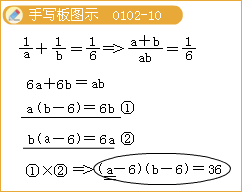 手写板图示 0102-10
1/a + 1/b = 1/6 => a+b/ab = 1/6
6a+6b=ab
a(b-6)=6b ①
b(a-6)=6a ②
①×② => (a-6)(b-6)=36